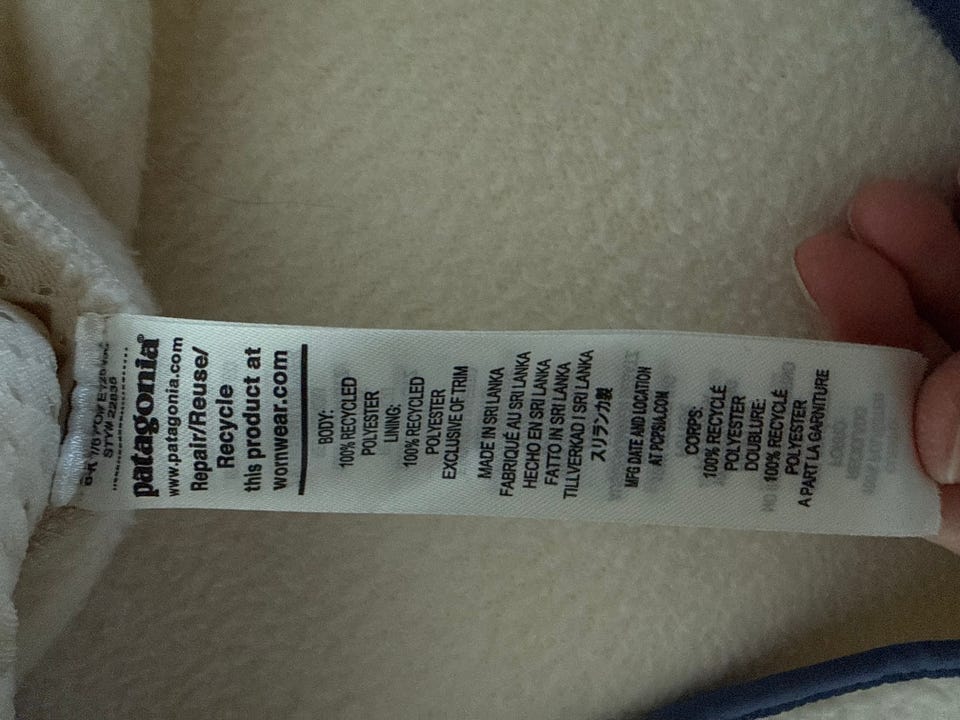 STY# 22835
patagonia®
www.patagonia.com
Repair/Reuse/
Recycle
this product at
wornwear.com
BODY:
100% RECYCLED
POLYESTER
LINING:
100% RECYCLED
POLYESTER
EXCLUSIVE OF TRIM
MADE IN SRI LANKA
FABRIQUÉ AU SRI LANKA
HECHO EN SRI LANKA
FATTO IN SRI LANKA
TILLVERKAD I SRI LANKA
スリランカ製
MFG DATE AND LOCATION
AT PCPSIA.COM
CORPS:
100% RECYCLÉ
POLYESTER
DOUBLURE:
100% RECYCLÉ
POLYESTER
A PART LA GARNITURE